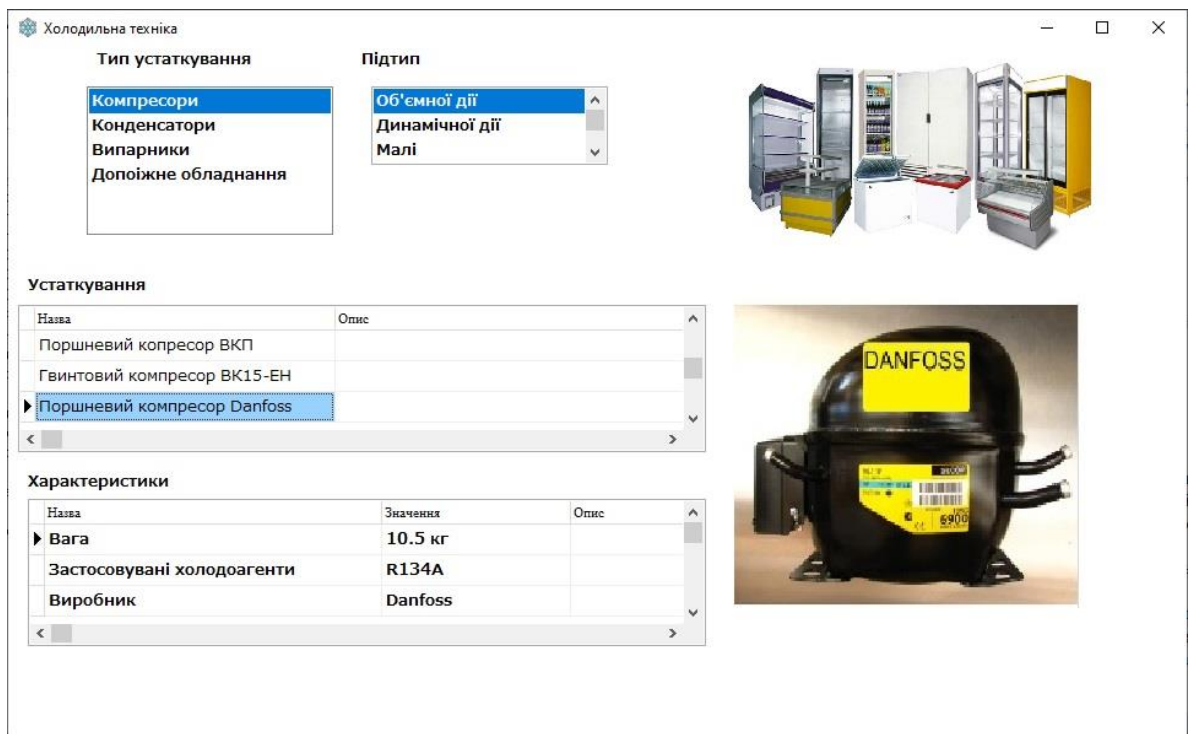 Холодильна техніка
Тип устаткування
Підтип
Компресори
Конденсатори
Випарники
Допоіжне обладнання
Об'ємної дії
Динамічної дії
Малі
Устаткування
Назва Опис
Поршневий копресор ВКП
Гвинтовий компресор ВК15-ЕН
Поршневий компресор Danfoss
DANFOSS
6900
Характеристики
Назва Значення Опис
Вага 10.5 кг
Застосовувані холодоагенти R134A
Виробник Danfoss